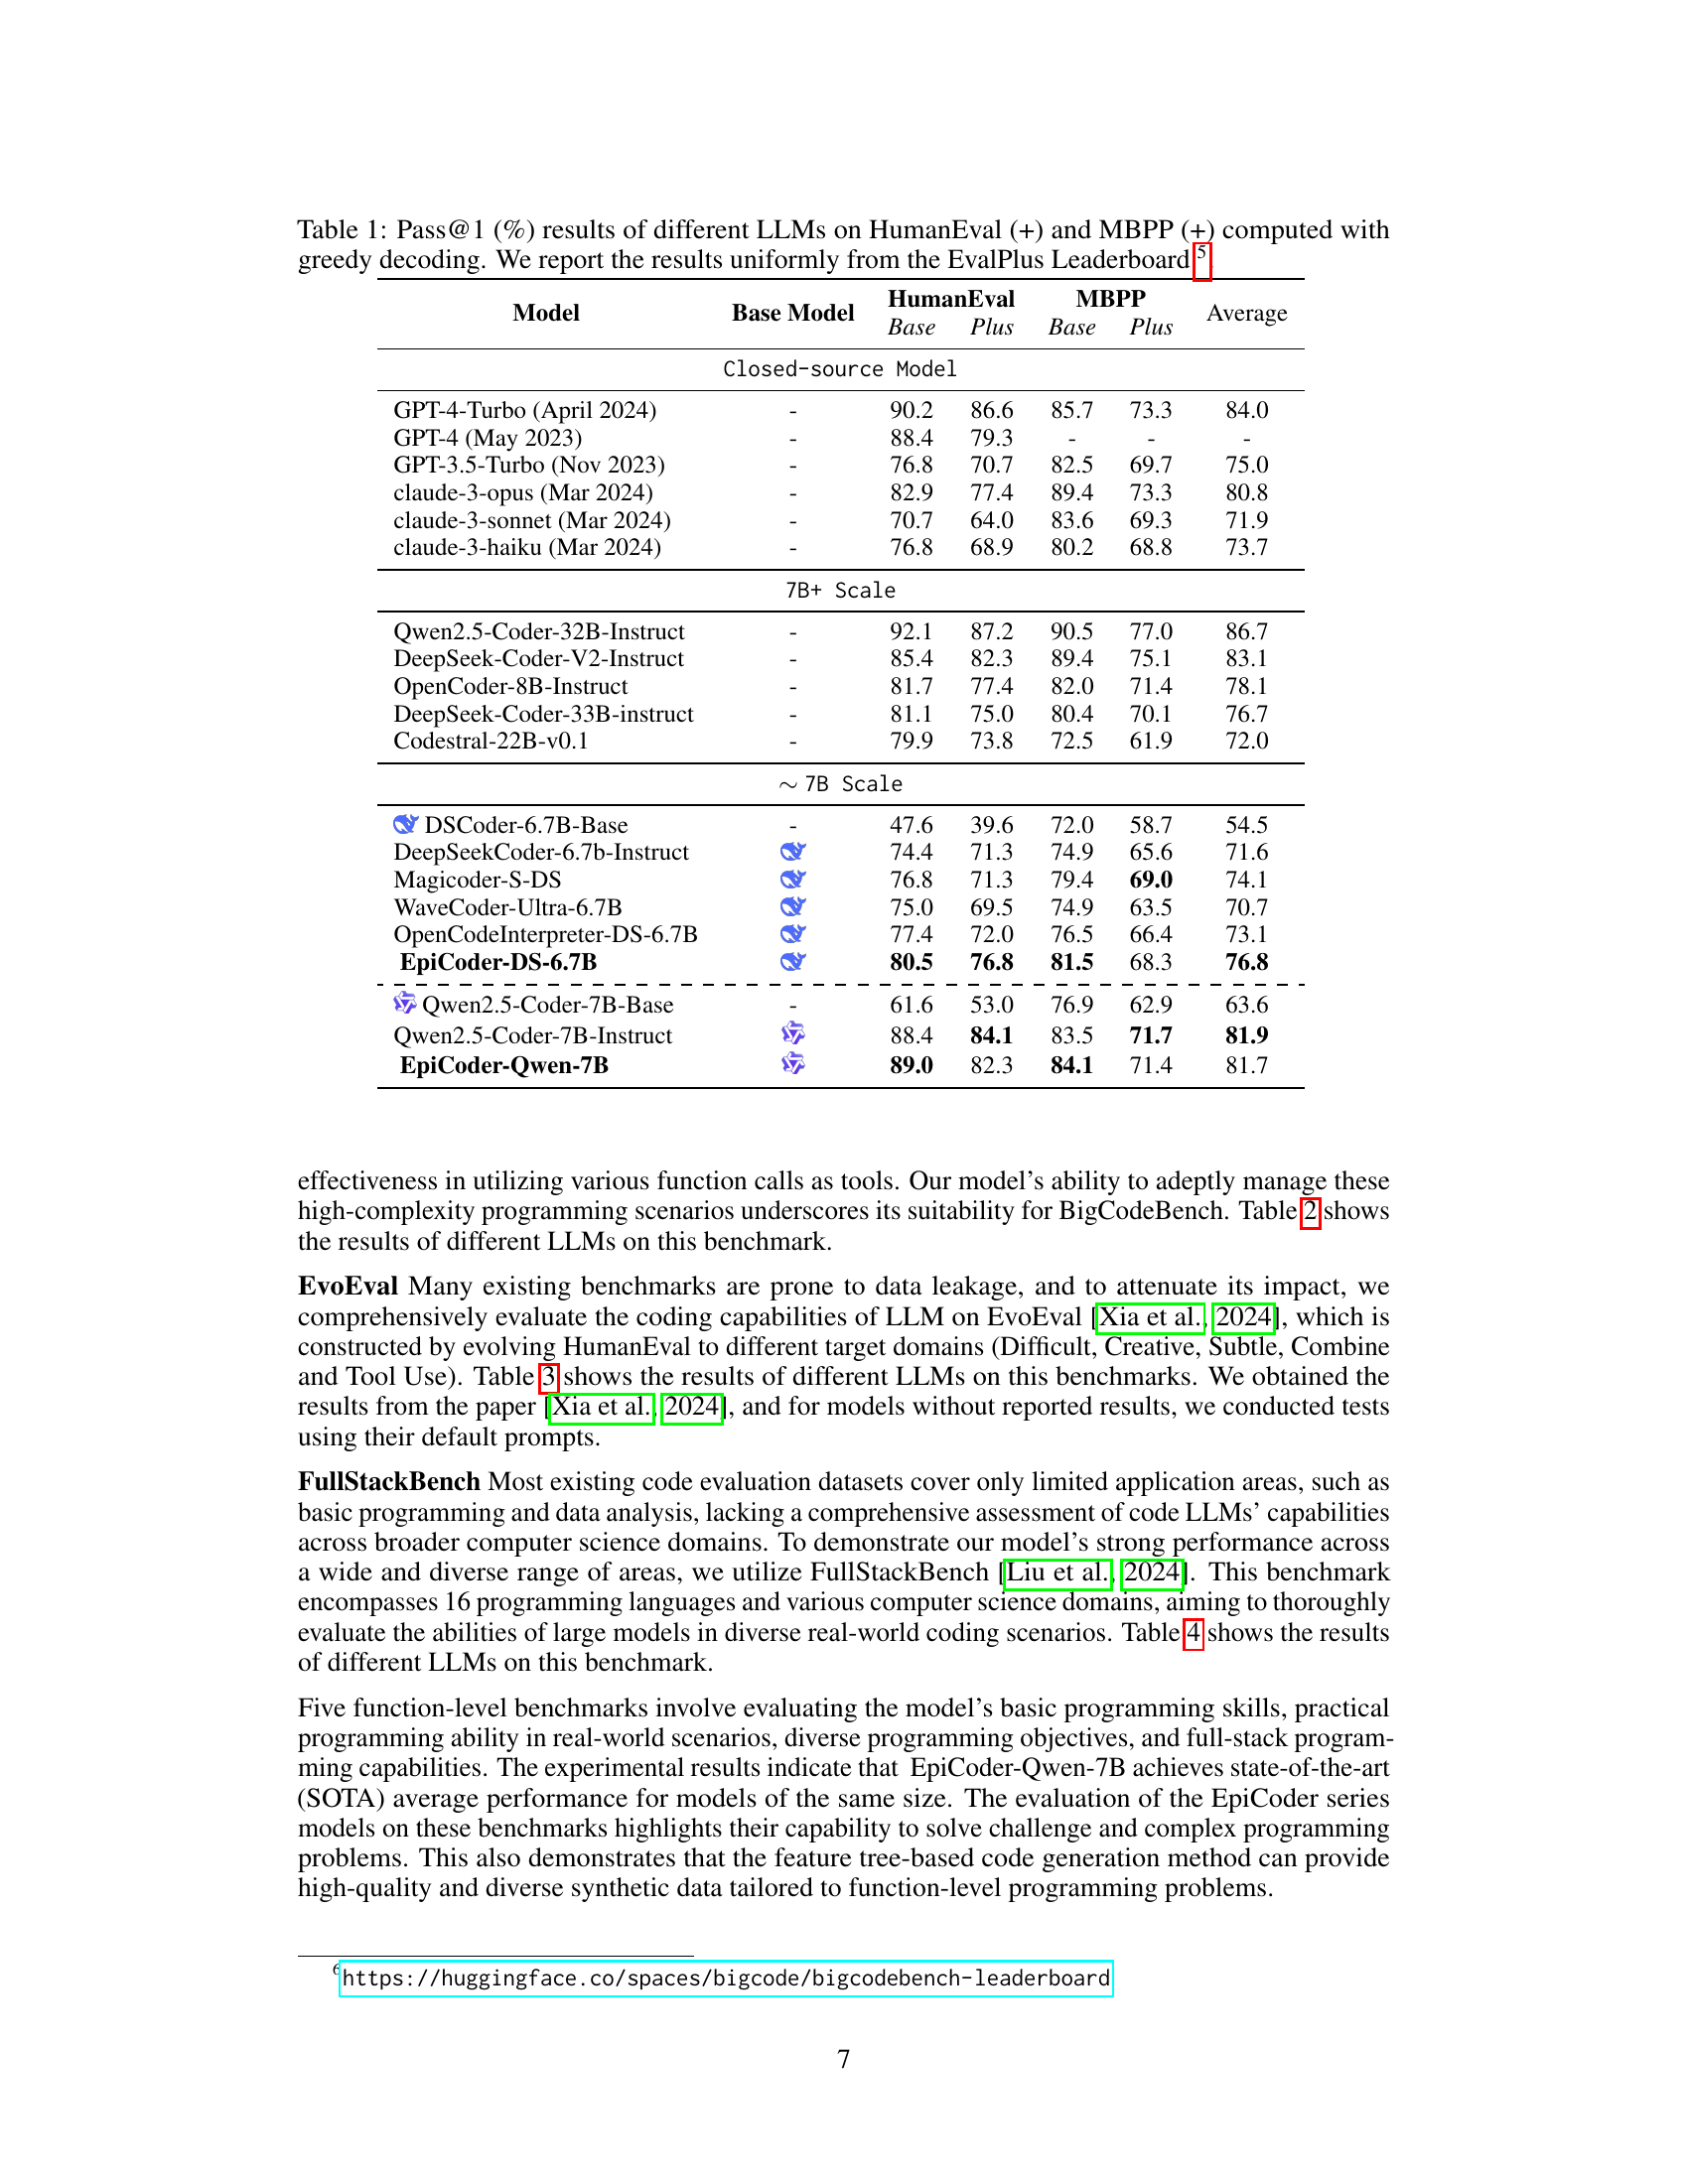 Table 1: Pass@1 (%) results of different LLMs on HumanEval (+) and MBPP (+) computed with
greedy decoding. We report the results uniformly from the EvalPlus Leaderboard 5
Model Base Model HumanEval MBPP Average
Base Plus Base Plus
Closed-source Model
GPT-4-Turbo (April 2024) - 90.2 86.6 85.7 73.3 84.0
GPT-4 (May 2023) - 88.4 79.3 - - -
GPT-3.5-Turbo (Nov 2023) - 76.8 70.7 82.5 69.7 75.0
claude-3-opus (Mar 2024) - 82.9 77.4 89.4 73.3 80.8
claude-3-sonnet (Mar 2024) - 70.7 64.0 83.6 69.3 71.9
claude-3-haiku (Mar 2024) - 76.8 68.9 80.2 68.8 73.7
7B+ Scale
Qwen2.5-Coder-32B-Instruct - 92.1 87.2 90.5 77.0 86.7
DeepSeek-Coder-V2-Instruct - 85.4 82.3 89.4 75.1 83.1
OpenCoder-8B-Instruct - 81.7 77.4 82.0 71.4 78.1
DeepSeek-Coder-33B-instruct - 81.1 75.0 80.4 70.1 76.7
Codestral-22B-v0.1 - 79.9 73.8 72.5 61.9 72.0
∼ 7B Scale
DSCoder-6.7B-Base - 47.6 39.6 72.0 58.7 54.5
DeepSeekCoder-6.7b-Instruct 74.4 71.3 74.9 65.6 71.6
Magicoder-S-DS 76.8 71.3 79.4 69.0 74.1
WaveCoder-Ultra-6.7B 75.0 69.5 74.9 63.5 70.7
OpenCodeInterpreter-DS-6.7B 77.4 72.0 76.5 66.4 73.1
EpiCoder-DS-6.7B 80.5 76.8 81.5 68.3 76.8
Qwen2.5-Coder-7B-Base - 61.6 53.0 76.9 62.9 63.6
Qwen2.5-Coder-7B-Instruct 88.4 84.1 83.5 71.7 81.9
EpiCoder-Qwen-7B 89.0 82.3 84.1 71.4 81.7
effectiveness in utilizing various function calls as tools. Our model's ability to adeptly manage these
high-complexity programming scenarios underscores its suitability for BigCodeBench. Table 2 shows
the results of different LLMs on this benchmark.
EvoEval Many existing benchmarks are prone to data leakage, and to attenuate its impact, we
comprehensively evaluate the coding capabilities of LLM on EvoEval [Xia et al., 2024], which is
constructed by evolving HumanEval to different target domains (Difficult, Creative, Subtle, Combine
and Tool Use). Table 3 shows the results of different LLMs on this benchmarks. We obtained the
results from the paper [Xia et al., 2024], and for models without reported results, we conducted tests
using their default prompts.
FullStackBench Most existing code evaluation datasets cover only limited application areas, such as
basic programming and data analysis, lacking a comprehensive assessment of code LLMs' capabilities
across broader computer science domains. To demonstrate our model's strong performance across
a wide and diverse range of areas, we utilize FullStackBench [Liu et al., 2024]. This benchmark
encompasses 16 programming languages and various computer science domains, aiming to thoroughly
evaluate the abilities of large models in diverse real-world coding scenarios. Table 4 shows the results
of different LLMs on this benchmark.
Five function-level benchmarks involve evaluating the model's basic programming skills, practical
programming ability in real-world scenarios, diverse programming objectives, and full-stack program-
ming capabilities. The experimental results indicate that EpiCoder-Qwen-7B achieves state-of-the-art
(SOTA) average performance for models of the same size. The evaluation of the EpiCoder series
models on these benchmarks highlights their capability to solve challenge and complex programming
problems. This also demonstrates that the feature tree-based code generation method can provide
high-quality and diverse synthetic data tailored to function-level programming problems.
6 https://huggingface.co/spaces/bigcode/bigcodebench-leaderboard
7